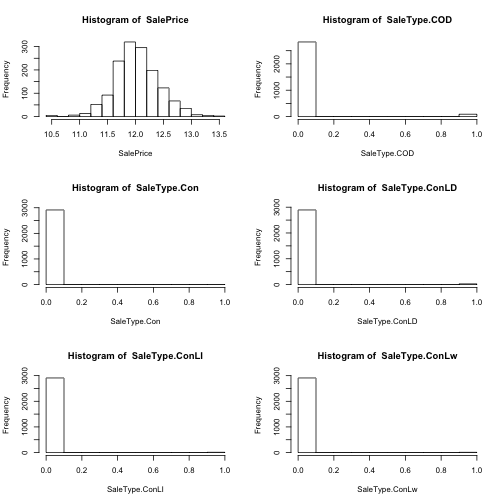 Histogram of  SalePrice
Frequency
0 100 200 300
10.5 11.0 11.5 12.0 12.5 13.0 13.5
SalePrice
Histogram of  SaleType.COD
Frequency
0 1000 2000
0.0 0.2 0.4 0.6 0.8 1.0
SaleType.COD
Histogram of  SaleType.Con
Frequency
0 1000 3000
0.0 0.2 0.4 0.6 0.8 1.0
SaleType.Con
Histogram of  SaleType.ConLD
Frequency
0 1000 3000
0.0 0.2 0.4 0.6 0.8 1.0
SaleType.ConLD
Histogram of  SaleType.ConLI
Frequency
0 1000 3000
0.0 0.2 0.4 0.6 0.8 1.0
SaleType.ConLI
Histogram of  SaleType.ConLw
Frequency
0 1000 3000
0.0 0.2 0.4 0.6 0.8 1.0
SaleType.ConLw